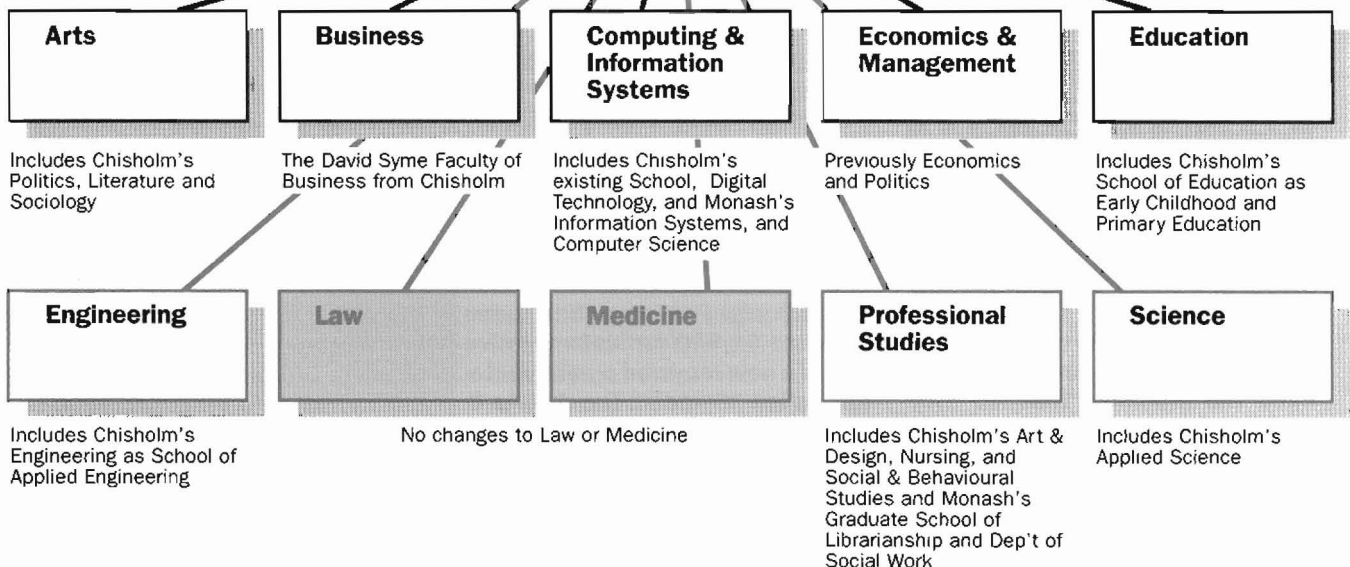 Arts
Includes Chisholm's
Politics, Literature and
Sociology
Business
The David Syme Faculty of
Business from Chisholm
Computing &
Information
Systems
Includes Chisholm's
existing School, Digital
Technology, and Monash's
Information Systems, and
Computer Science
Economics &
Management
Previously Economics
and Politics
Education
Includes Chisholm's
School of Education as
Early Childhood and
Primary Education
Engineering
Includes Chisholm's
Engineering as School of
Applied Engineering
Law
Medicine
No changes to Law or Medicine
Professional
Studies
Includes Chisholm's Art &
Design, Nursing, and
Social & Behavioural
Studies and Monash's
Graduate School of
Librarianship and Dep't of
Social Work
Science
Includes Chisholm's
Applied Science